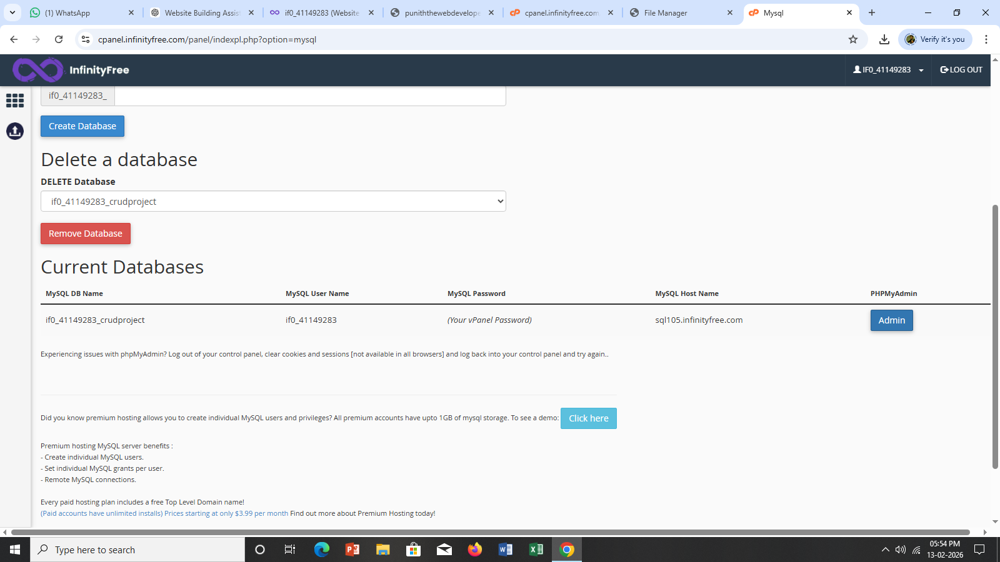 (1) WhatsApp
Website Building Assis
if0_41149283 (Website
puniththewebdevelope
cpanel.infinityfree.com
File Manager
Mysql
cpanel.infinityfree.com/panel/indexpl.php?option=mysql
Verify it's you
InfinityFree
IF0_41149283
LOG OUT
if0_41149283_
Create Database
Delete a database
DELETE Database
if0_41149283_crudproject
Remove Database
Current Databases
MySQL DB Name MySQL User Name MySQL Password MySQL Host Name PHPMyAdmin
if0_41149283_crudproject if0_41149283 (Your vPanel Password) sql105.infinityfree.com Admin
Experiencing issues with phpMyAdmin? Log out of your control panel, clear cookies and sessions [not available in all browsers] and log back into your control panel and try again..
Did you know premium hosting allows you to create individual MySQL users and privileges? All premium accounts have upto 1GB of mysql storage. To see a demo: Click here
Premium hosting MySQL server benefits :
- Create individual MySQL users.
- Set individual MySQL grants per user.
- Remote MySQL connections.
Every paid hosting plan includes a free Top Level Domain name!
(Paid accounts have unlimited installs) Prices starting at only $3.99 per month Find out more about Premium Hosting today!
Type here to search
05:54 PM
13-02-2026